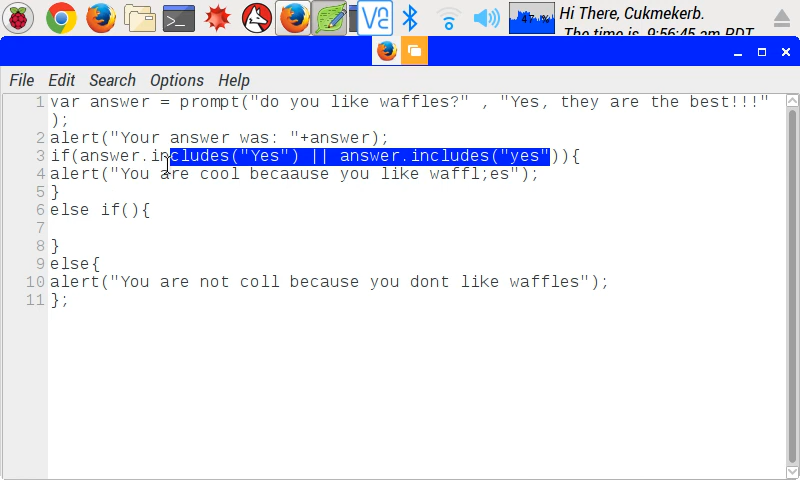 47 %
Hi There, Cukmekerb.
The time is 9:56:45 am PDT
File Edit Search Options Help
1 var answer = prompt("do you like waffles?" , "Yes, they are the best!!!"
);
2 alert("Your answer was: "+answer);
3 if(answer.includes("Yes") || answer.includes("yes")){
4 alert("You are cool becaause you like waffl;es");
5 }
6 else if(){
7
8 }
9 else{
10 alert("You are not coll because you dont like waffles");
11 };